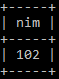 +-----+
| nim |
+-----+
| 102 |
+-----+